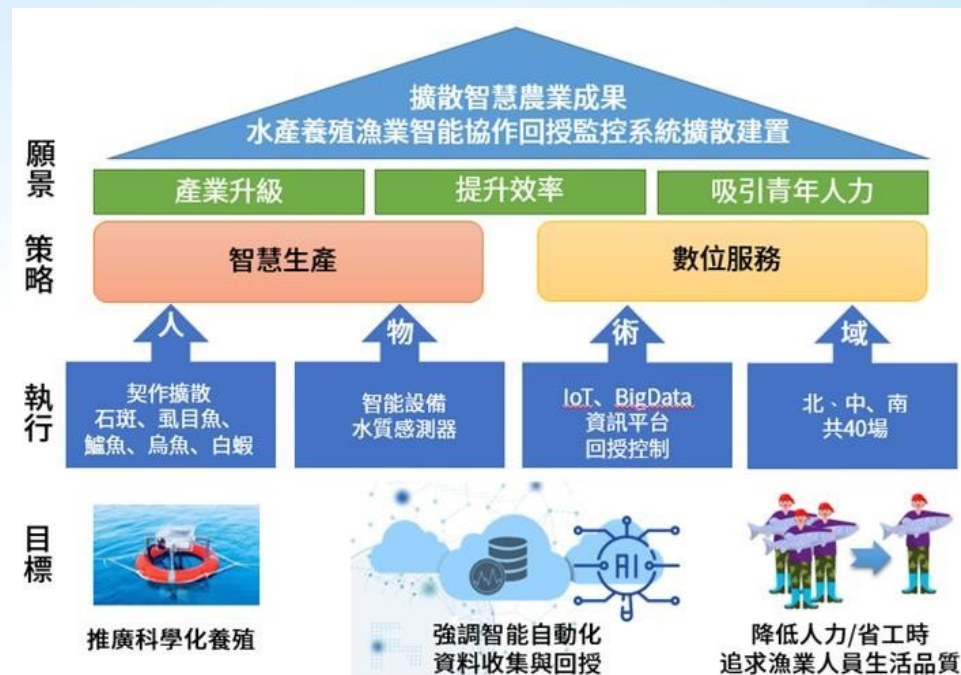 擴散智慧農業成果
水產養殖漁業智能協作回授監控系統擴散建置
願景
產業升級
提升效率
吸引青年人力
策略
智慧生產
數位服務
人
物
術
域
執行
契作擴散
石斑、虱目魚、
鱸魚、烏魚、白蝦
智能設備
水質感測器
IoT、BigData
資訊平台
回授控制
北、中、南
共40場
目標
AI
推廣科學化養殖
強調智能自動化
資料收集與回授
降低人力/省工時
追求漁業人員生活品質